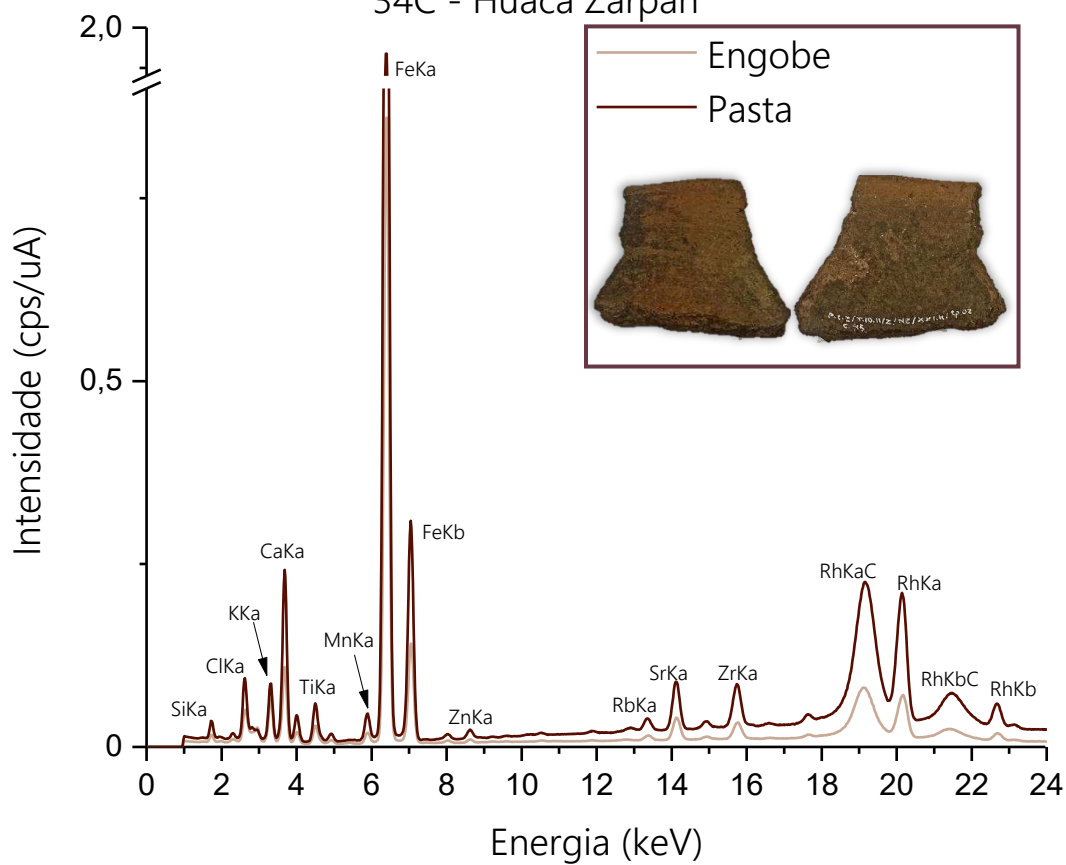 34C - Huaca Zarpán
2,0
FeKa
Engobe
Pasta
Intensidade (cps/uA)
0,5
FeKb
CaKa
KKa
MnKa
ClKa
TiKa
SiKa
ZnKa
RbKa
SrKa
ZrKa
RhKaC
RhKa
RhKbC
RhKb
0
0 2 4 6 8 10 12 14 16 18 20 22 24
Energia (keV)